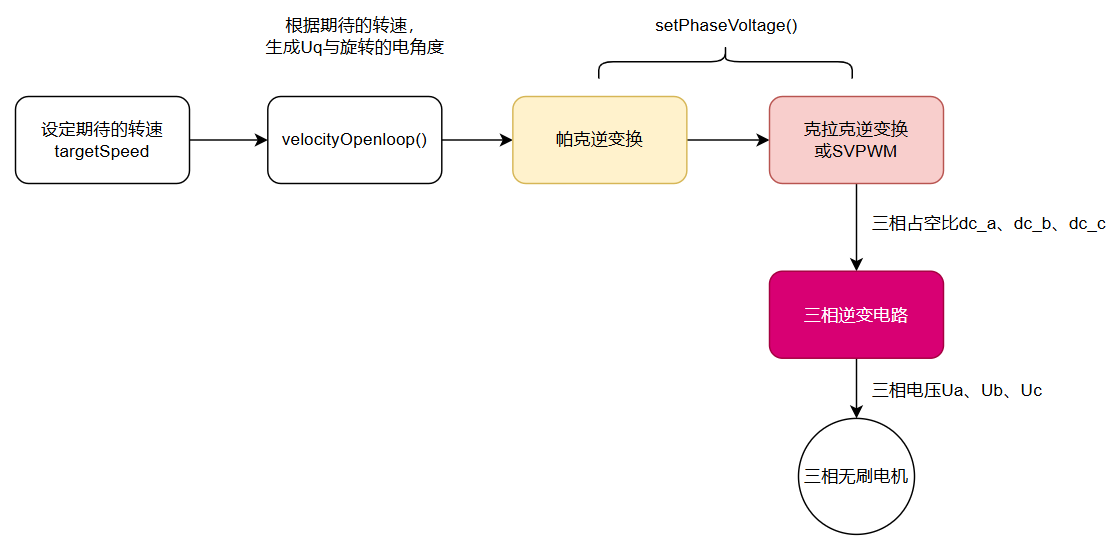 根据期待的转速，
生成Uq与旋转的电角度
setPhaseVoltage()
设定期待的转速
targetSpeed
velocityOpenloop()
帕克逆变换
克拉克逆变换
或SVPWM
三相占空比dc_a、dc_b、dc_c
三相逆变电路
三相电压Ua、Ub、Uc
三相无刷电机